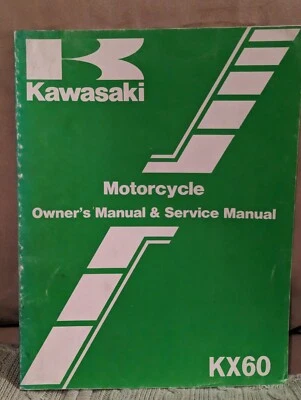 Kawasaki
Motorcycle
Owner's Manual & Service Manual
KX60